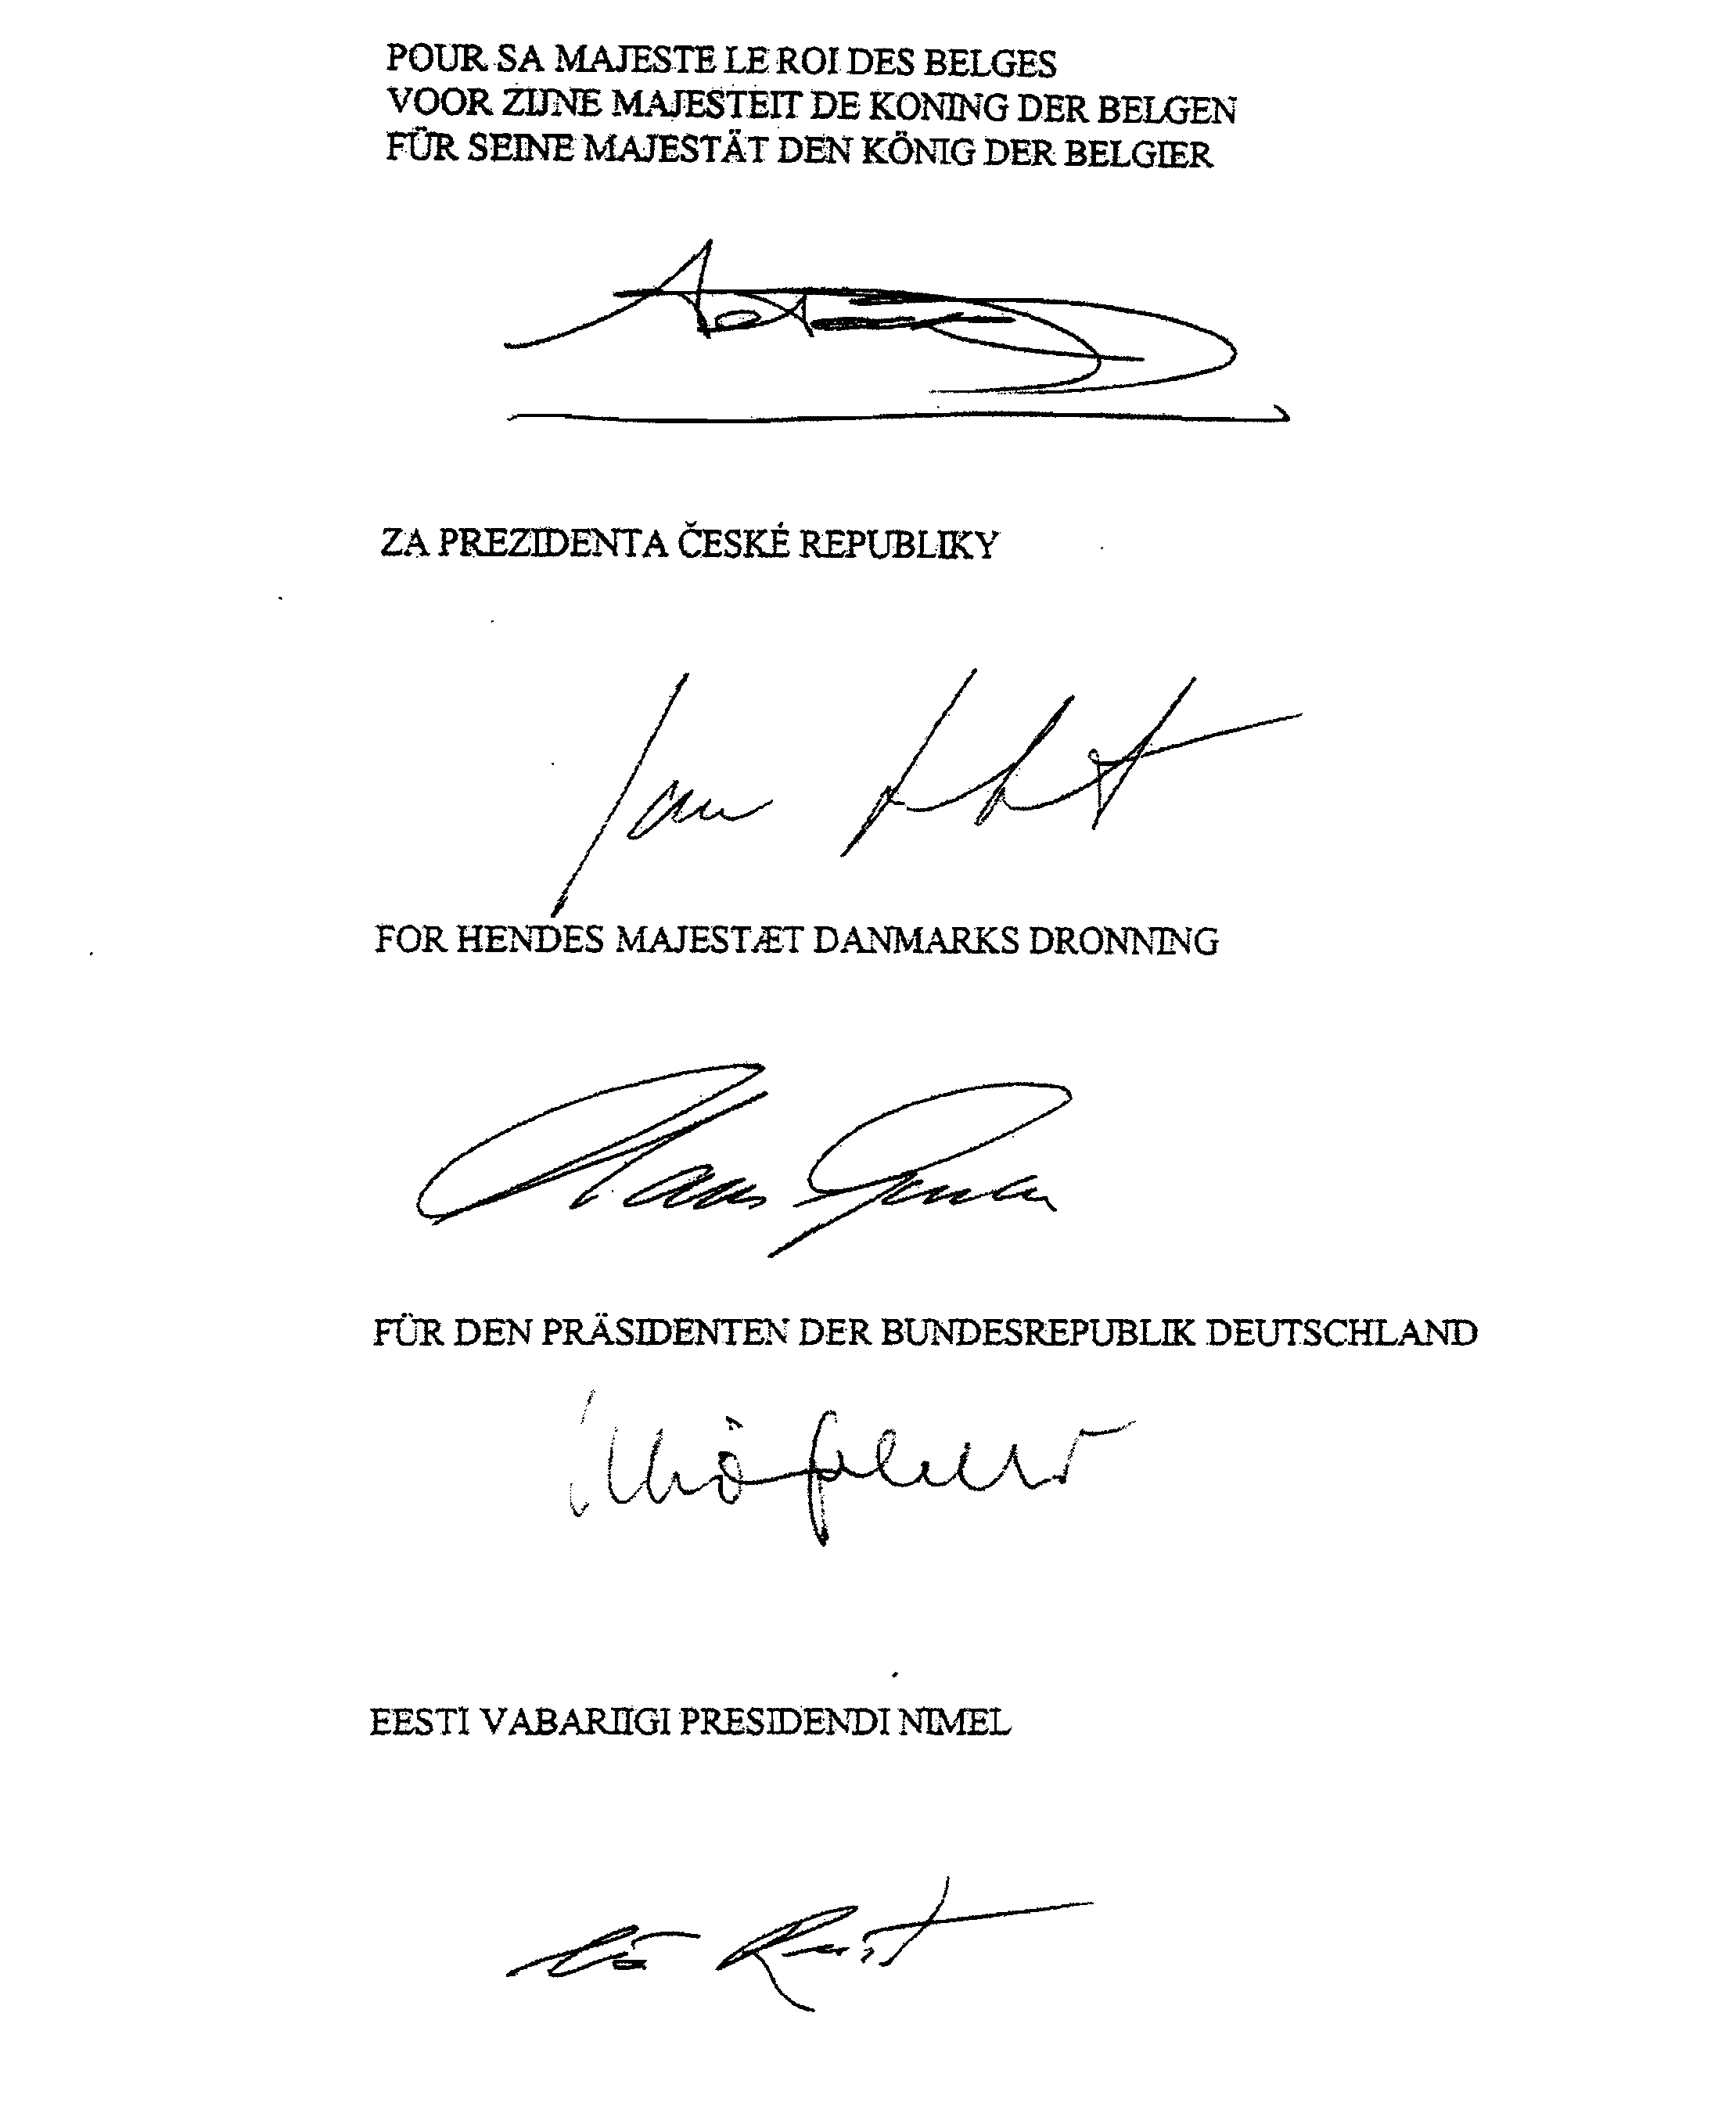 POUR SA MAJESTE LE ROI DES BELGES
VOOR ZIJNE MAJESTEIT DE KONING DER BELGEN
FÜR SEINE MAJESTÄT DEN KÖNIG DER BELGIER
ZA PREZIDENTA ČESKÉ REPUBLIKY
FOR HENDES MAJESTÆT DANMARKS DRONNING
FÜR DEN PRÄSIDENTEN DER BUNDESREPUBLIK DEUTSCHLAND
EESTI VABARIIGI PRESIDENDI NIMEL